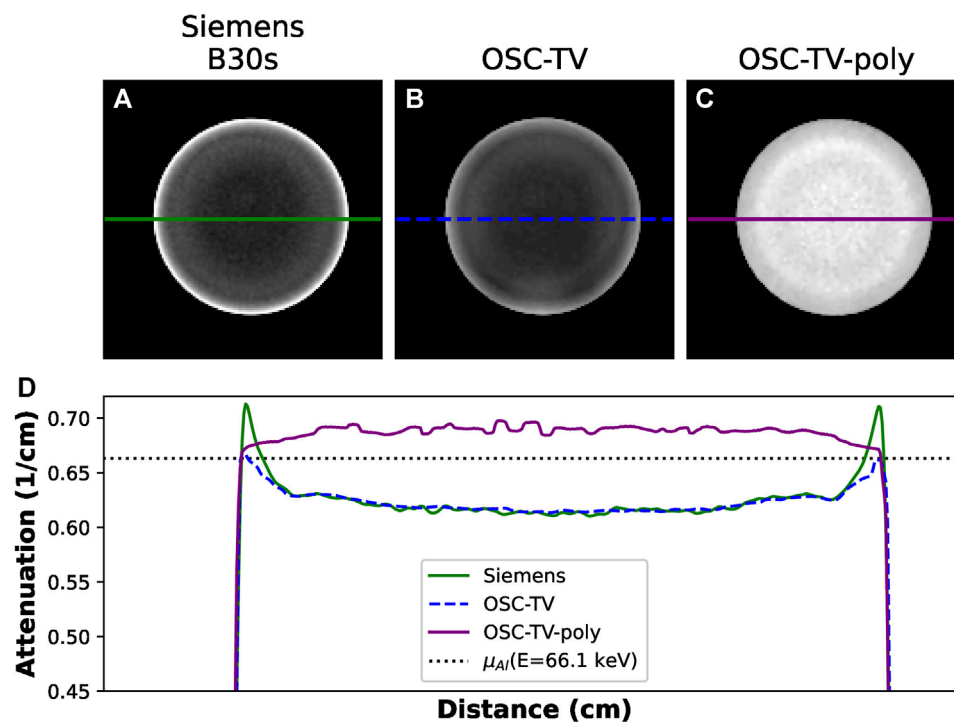 Siemens
B30s
OSC-TV
OSC-TV-poly
A
B
C
D
Attenuation (1/cm)
0.70
0.65
0.60
0.55
0.50
0.45
Siemens
OSC-TV
OSC-TV-poly
μAl(E=66.1 keV)
Distance (cm)